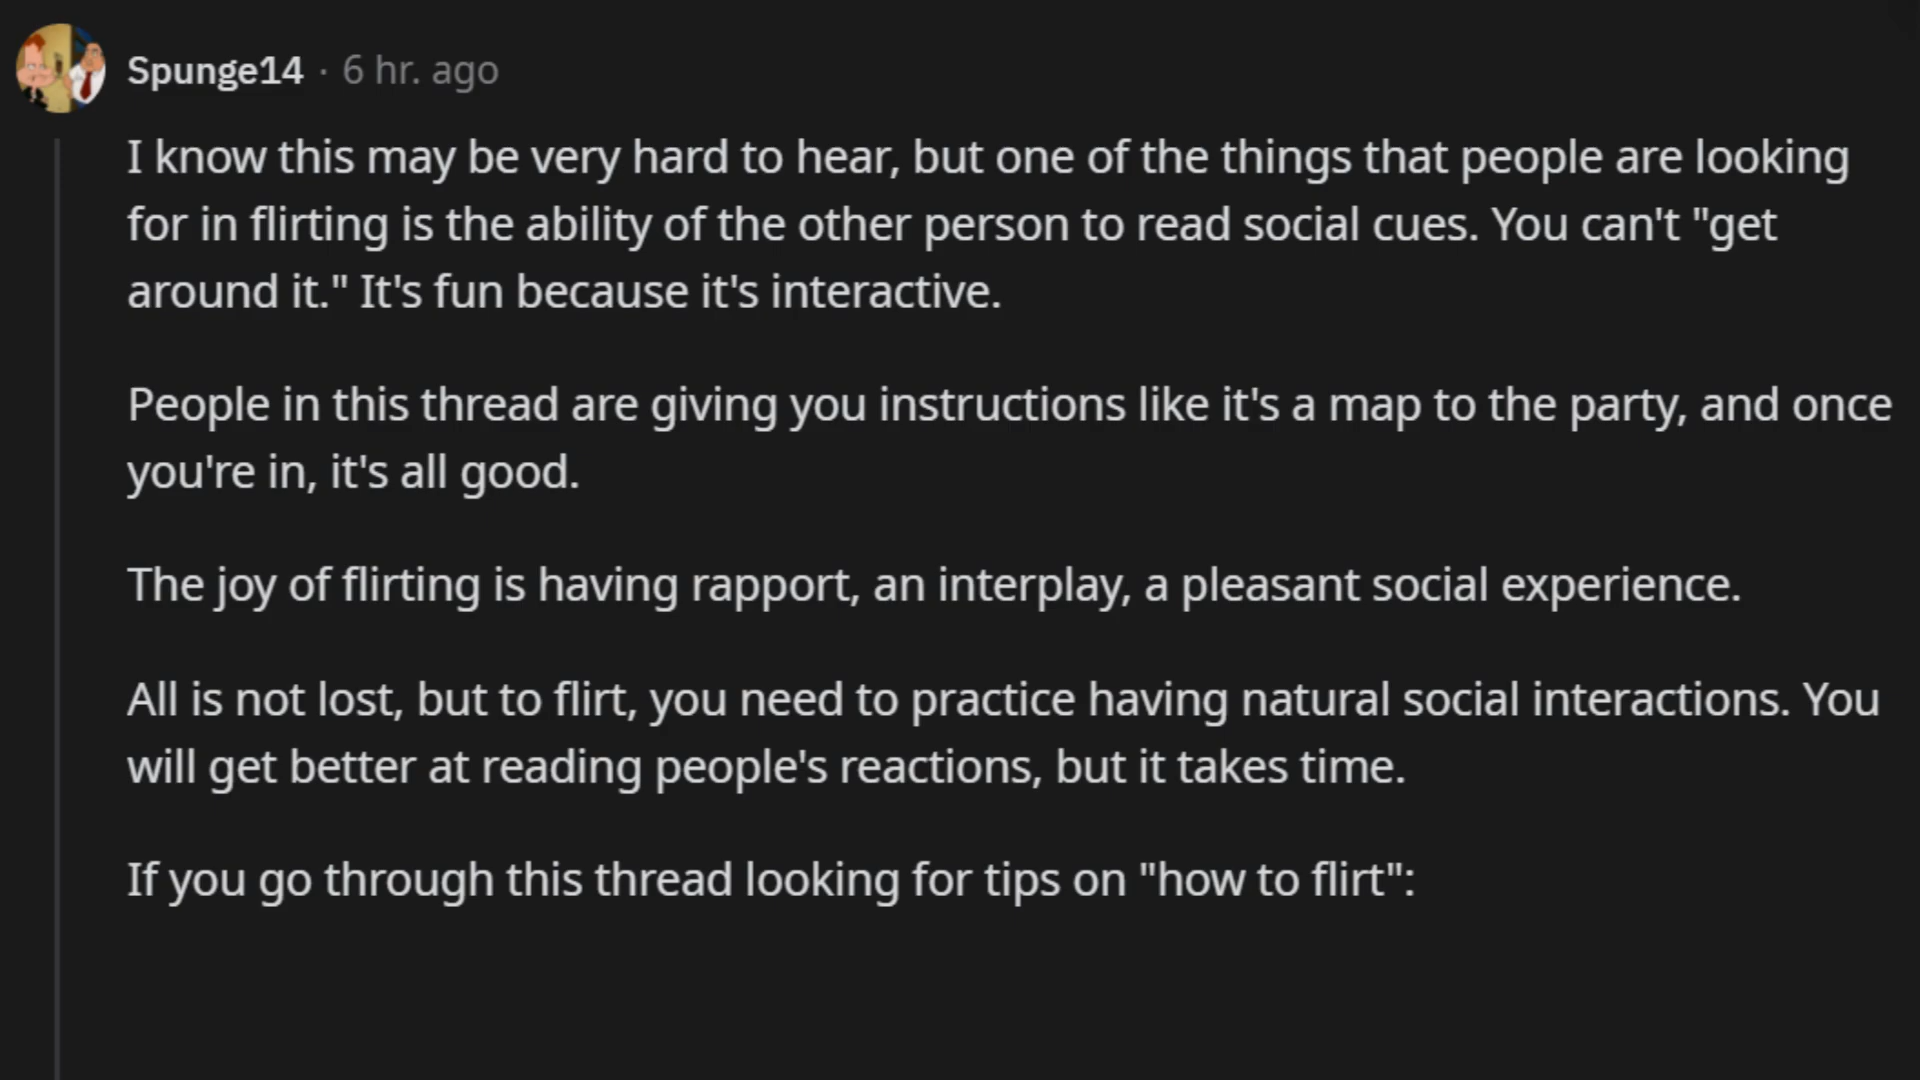 Spunge14 · 6 hr. ago
I know this may be very hard to hear, but one of the things that people are looking
for in flirting is the ability of the other person to read social cues. You can't "get
around it." It's fun because it's interactive.
People in this thread are giving you instructions like it's a map to the party, and once
you're in, it's all good.
The joy of flirting is having rapport, an interplay, a pleasant social experience.
All is not lost, but to flirt, you need to practice having natural social interactions. You
will get better at reading people's reactions, but it takes time.
If you go through this thread looking for tips on "how to flirt":